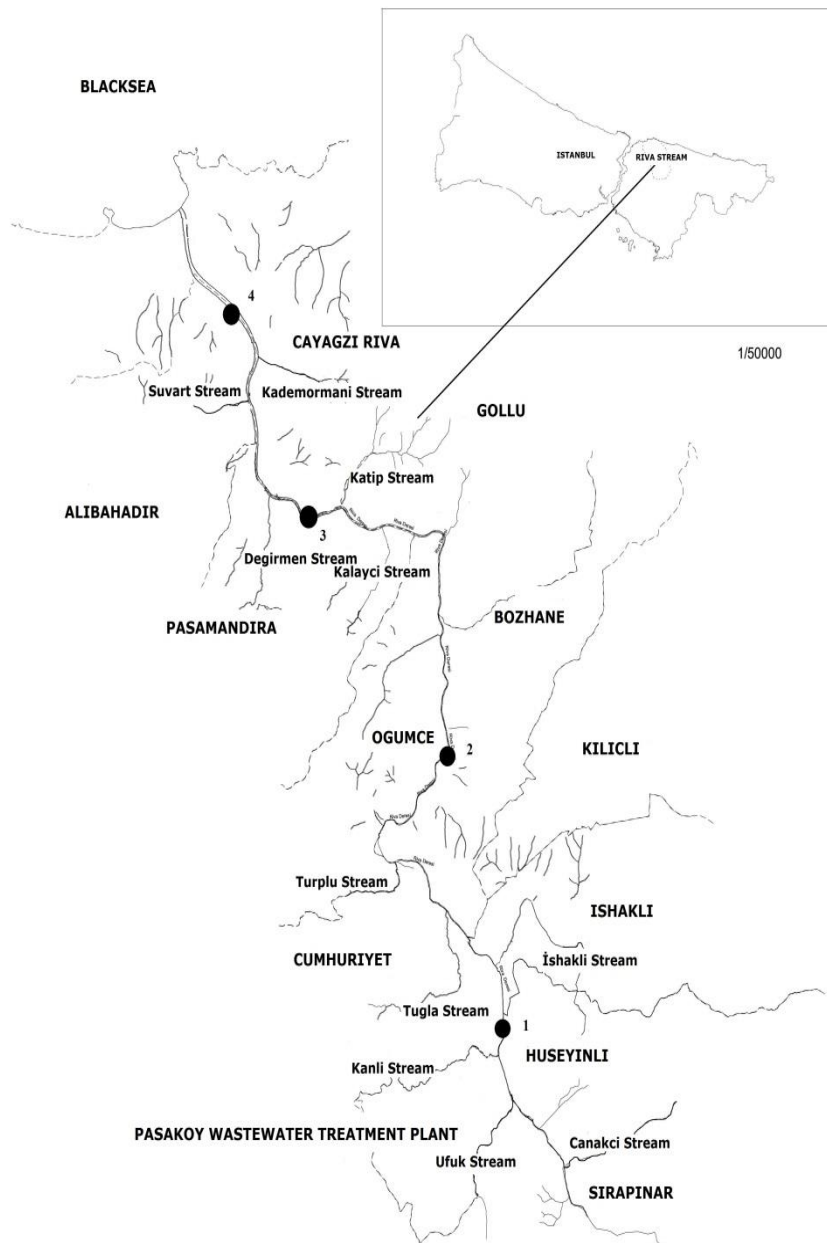 BLACKSEA
ISTANBUL
RIVA STREAM
4
CAYAGZI RIVA
1/50000
Suvart Stream
Kademormani Stream
GOLLU
Katip Stream
ALIBAHADIR
3
Degirmen Stream
Kalayci Stream
PASAMANDIRA
BOZHANE
OGUMCE
2
KILICLI
Turplu Stream
ISHAKLI
CUMHURIYET
İshakli Stream
Tugla Stream
1
HUSEYINLI
Kanli Stream
PASAKOY WASTEWATER TREATMENT PLANT
Canakci Stream
Ufuk Stream
SIRAPINAR